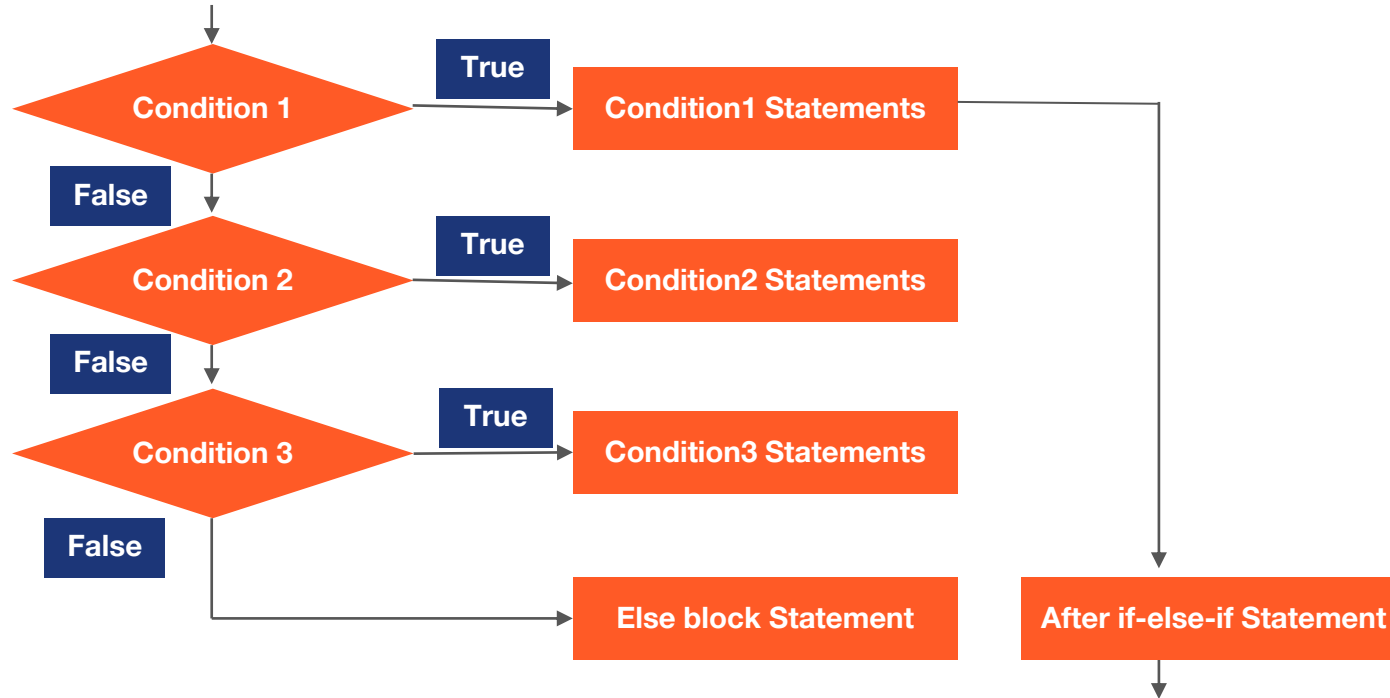 True
Condition 1
Condition1 Statements
False
True
Condition 2
Condition2 Statements
False
True
Condition 3
Condition3 Statements
False
Else block Statement
After if-else-if Statement